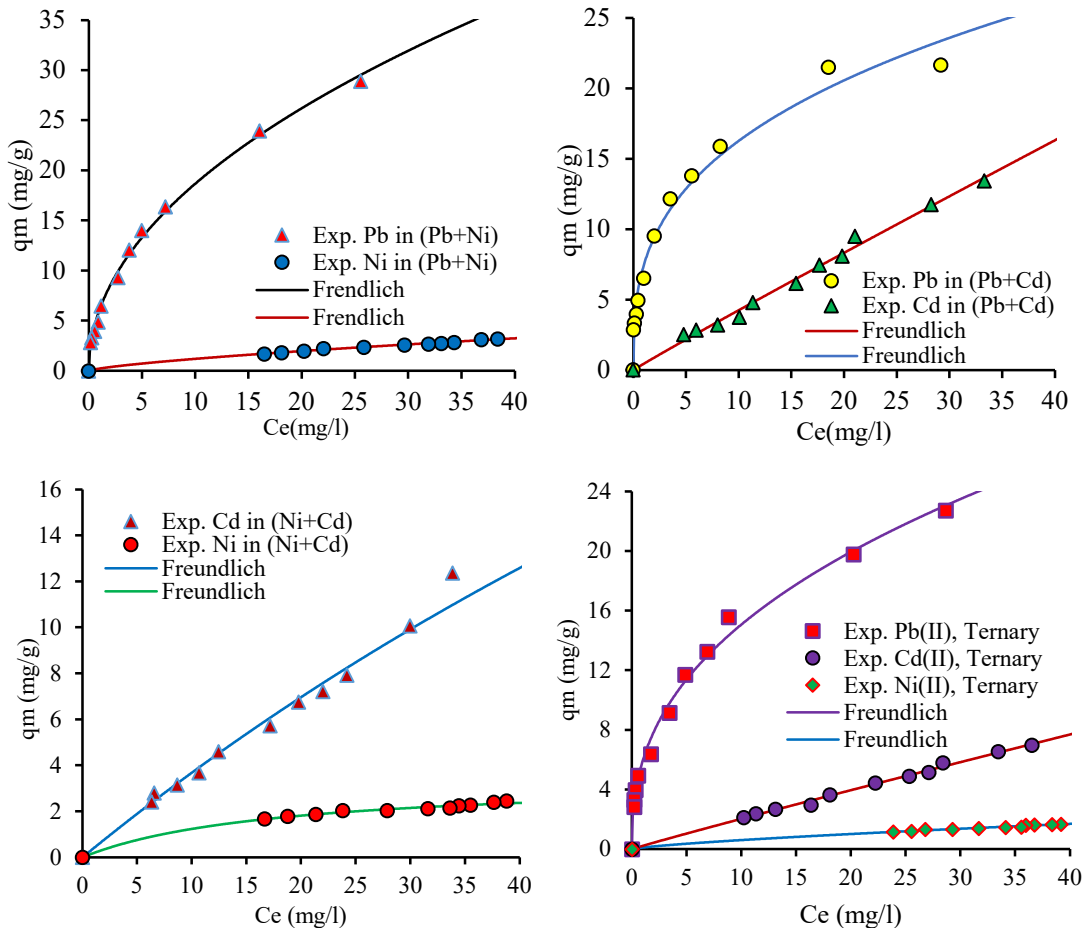 35
30
25
20
15
10
5
0
qm (mg/g)
Exp. Pb in (Pb+Ni)
Exp. Ni in (Pb+Ni)
Frendlich
Frendlich
0 5 10 15 20 25 30 35 40
Ce(mg/l)
25
20
15
10
5
0
qm (mg/g)
Exp. Pb in (Pb+Cd)
Exp. Cd in (Pb+Cd)
Freundlich
Freundlich
0 5 10 15 20 25 30 35 40
Ce(mg/l)
16
14
12
10
8
6
4
2
0
qm (mg/g)
Exp. Cd in (Ni+Cd)
Exp. Ni in (Ni+Cd)
Freundlich
Freundlich
0 5 10 15 20 25 30 35 40
Ce (mg/l)
24
20
16
12
8
4
0
qm (mg/g)
Exp. Pb(II), Ternary
Exp. Cd(II), Ternary
Exp. Ni(II), Ternary
Freundlich
Freundlich
0 5 10 15 20 25 30 35 40
Ce (mg/l)